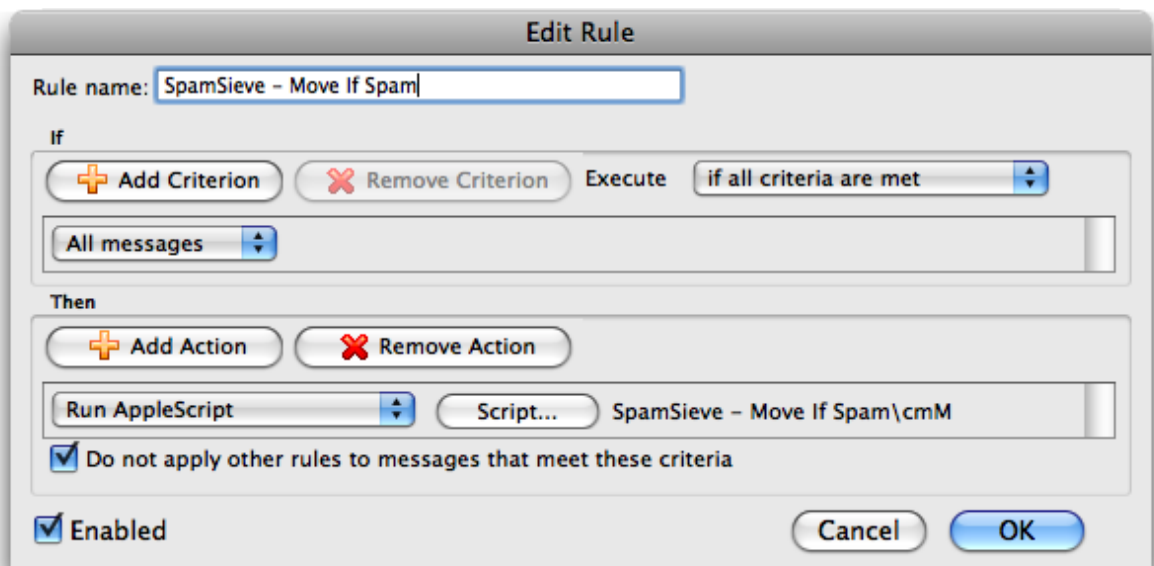 Edit Rule
Rule name: SpamSieve – Move If Spam
If
Add Criterion Remove Criterion Execute if all criteria are met
All messages
Then
Add Action Remove Action
Run AppleScript Script... SpamSieve – Move If Spam\cmM
Do not apply other rules to messages that meet these criteria
Enabled Cancel OK